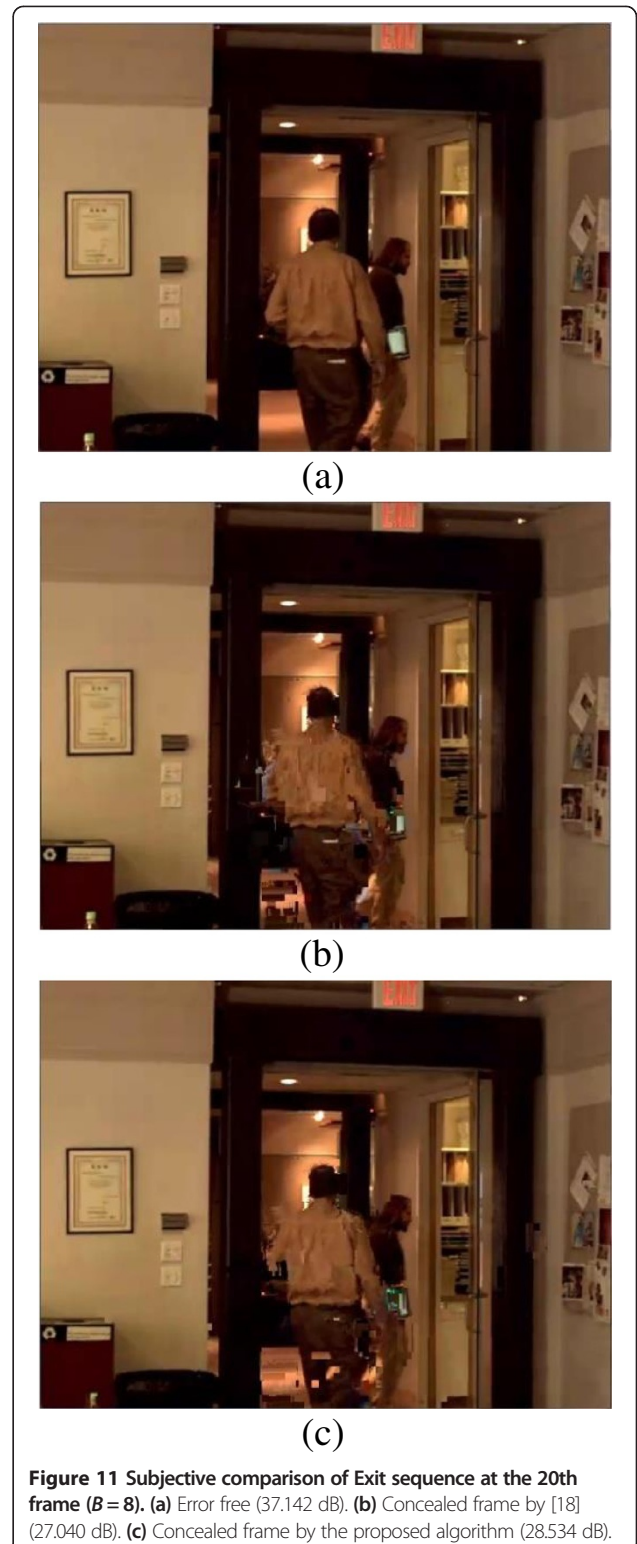 EXIT
(a)
EXIT
(b)
EXIT
(c)
Figure 11 Subjective comparison of Exit sequence at the 20th
frame (B = 8). (a) Error free (37.142 dB). (b) Concealed frame by [18]
(27.040 dB). (c) Concealed frame by the proposed algorithm (28.534 dB).